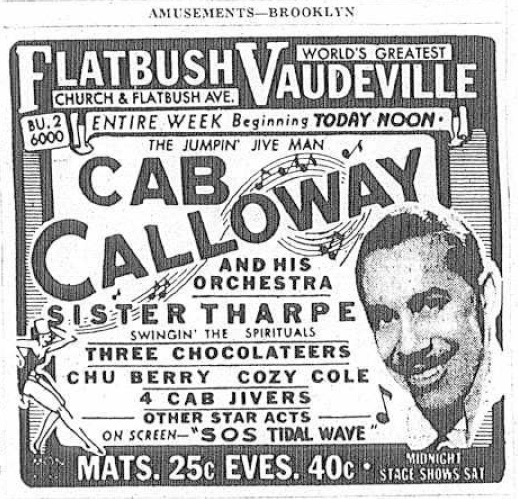 AMUSEMENTS—BROOKLYN
FLATBUSH VAUDEVILLE
WORLD'S GREATEST
CHURCH & FLATBUSH AVE.
BU. 2
6000
ENTIRE WEEK Beginning TODAY NOON•
THE JUMPIN' JIVE MAN
CAB
CALLOWAY
AND HIS
ORCHESTRA
SISTER THARPE
SWINGIN' THE SPIRITUALS
THREE CHOCOLATEERS
CHU BERRY COZY COLE
4 CAB JIVERS
OTHER STAR ACTS
ON SCREEN—"SOS TIDAL WAVE"
MATS. 25c EVES. 40c •
MIDNIGHT
STAGE SHOWS SAT